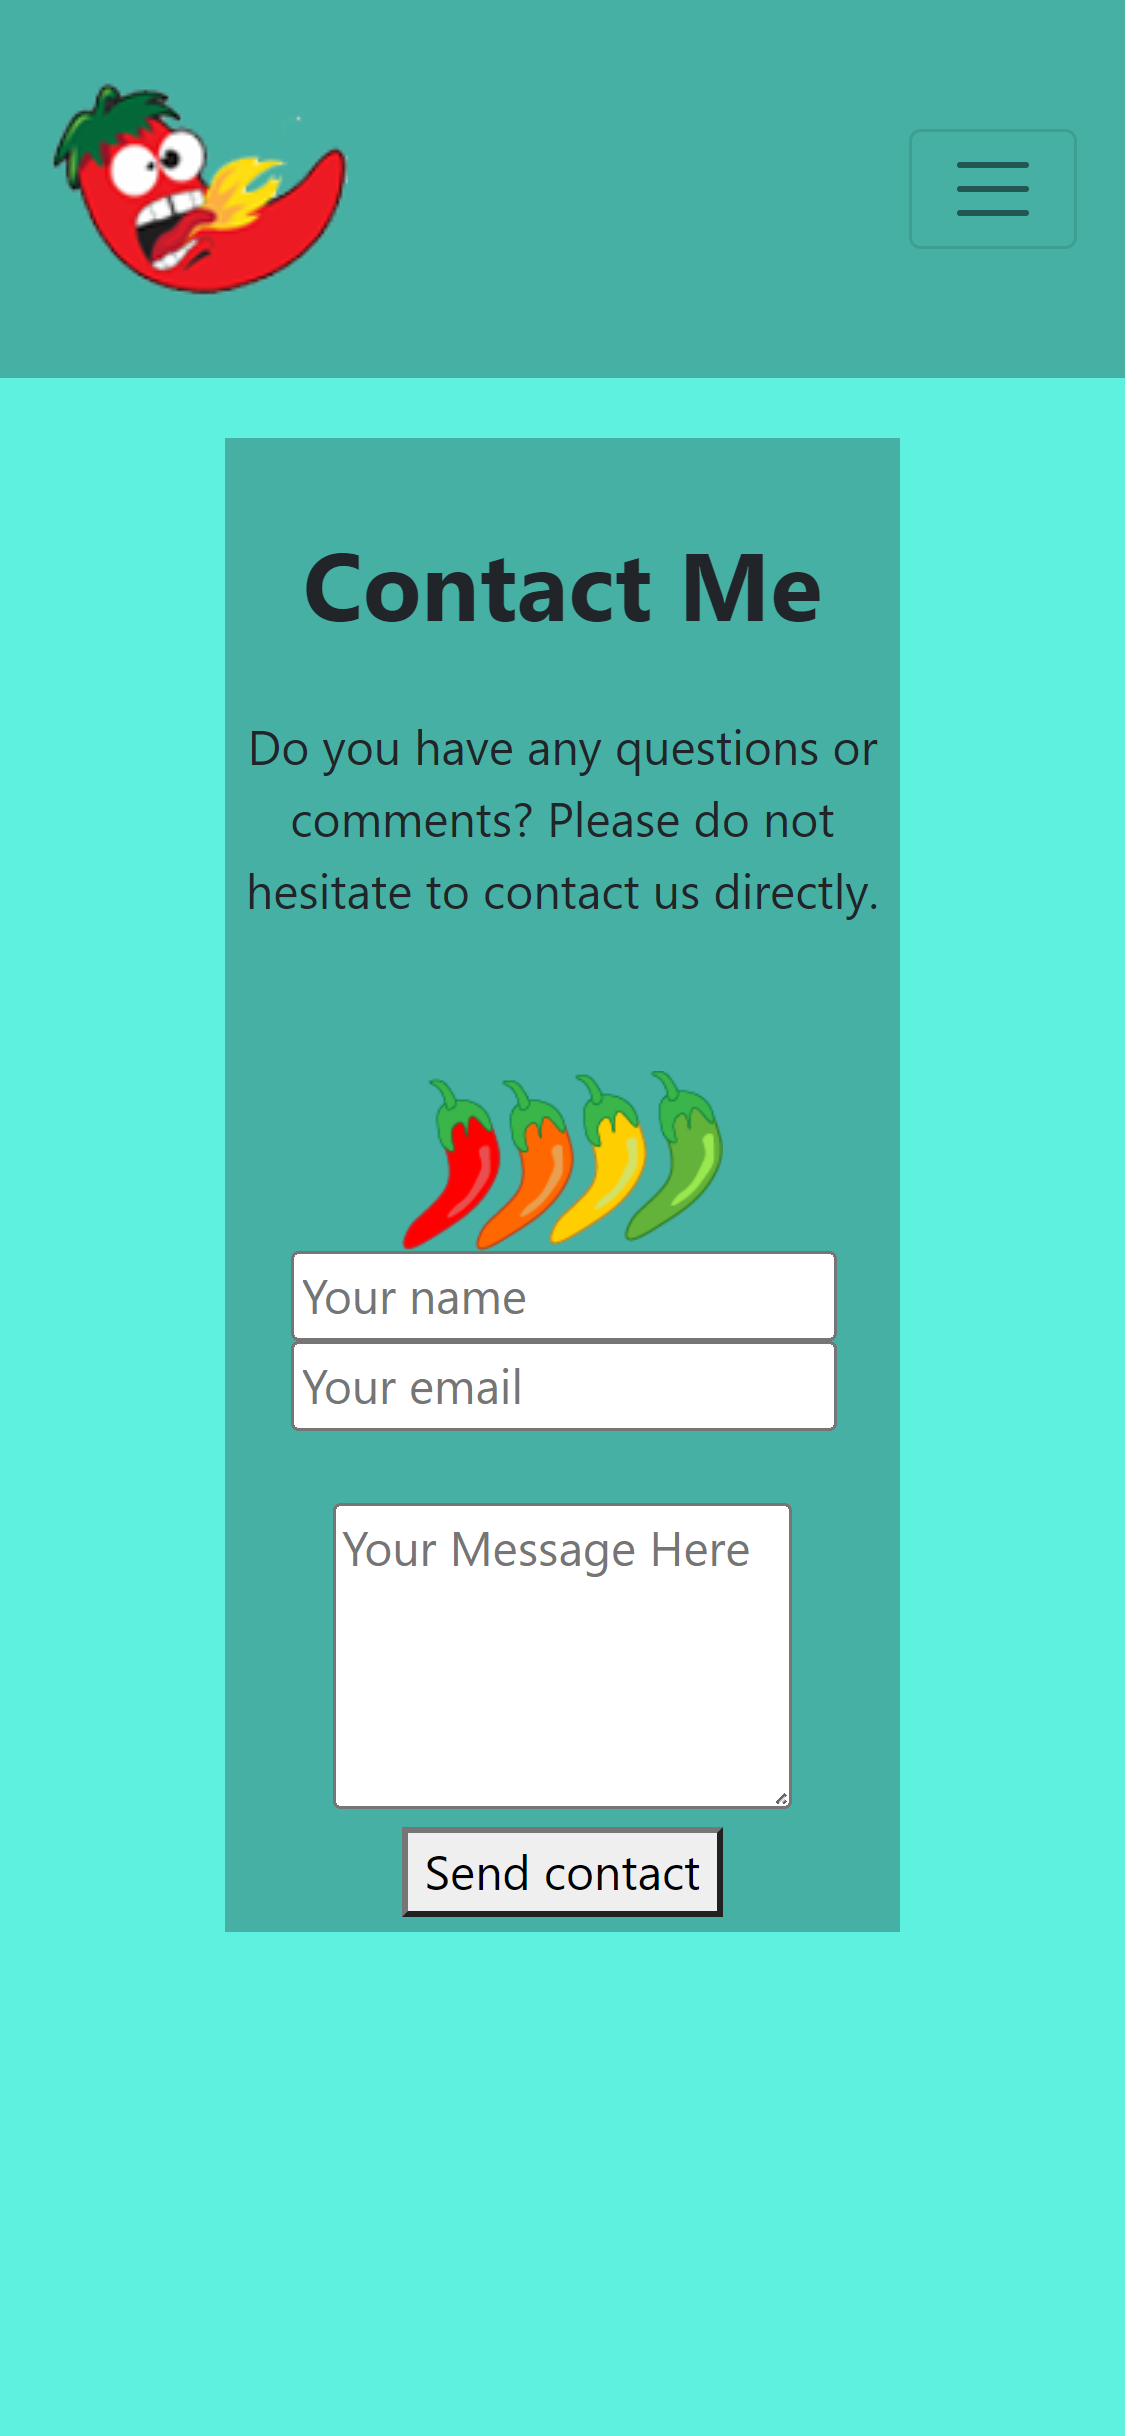 Contact Me
Do you have any questions or
comments? Please do not
hesitate to contact us directly.
Your name
Your email
Your Message Here
Send contact